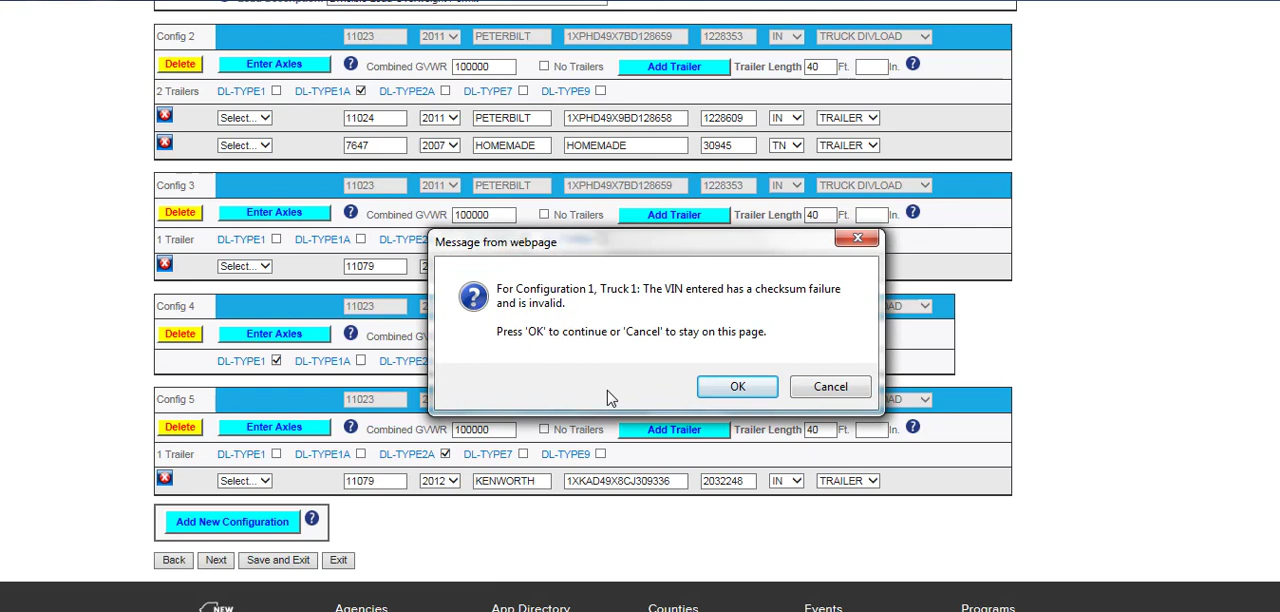 Config 2 11023 2011 PETERBILT 1XPHD49X7BD128659 1228353 IN TRUCK DIVLOAD
Delete Enter Axles ? Combined GVWR 100000 No Trailers Add Trailer Trailer Length 40 Ft. In. ?
2 Trailers DL-TYPE1 DL-TYPE1A DL-TYPE2A DL-TYPE7 DL-TYPE9
Select... 11024 2011 PETERBILT 1XPHD49X9BD128658 1228609 IN TRAILER
Select... 7647 2007 HOMEMADE HOMEMADE 30945 TN TRAILER
Config 3 11023 2011 PETERBILT 1XPHD49X7BD128659 1228353 IN TRUCK DIVLOAD
Delete Enter Axles ? Combined GVWR 100000 No Trailers Add Trailer Trailer Length 40 Ft. In. ?
1 Trailer DL-TYPE1 DL-TYPE1A
Select... 11079
Config 4 11023
Delete Enter Axles ? Combined
DL-TYPE1 DL-TYPE1A
Message from webpage
For Configuration 1, Truck 1: The VIN entered has a checksum failure
and is invalid.
Press 'OK' to continue or 'Cancel' to stay on this page.
OK Cancel
Config 5 11023
Delete Enter Axles ? Combined GVWR 100000 No Trailers Add Trailer Trailer Length 40 Ft. In. ?
1 Trailer DL-TYPE1 DL-TYPE1A DL-TYPE2A DL-TYPE7 DL-TYPE9
Select... 11079 2012 KENWORTH 1XKAD49X8CJ309336 2032248 IN TRAILER
Add New Configuration ?
Back Next Save and Exit Exit
NEW Agencies App Directory Counties Events Programs